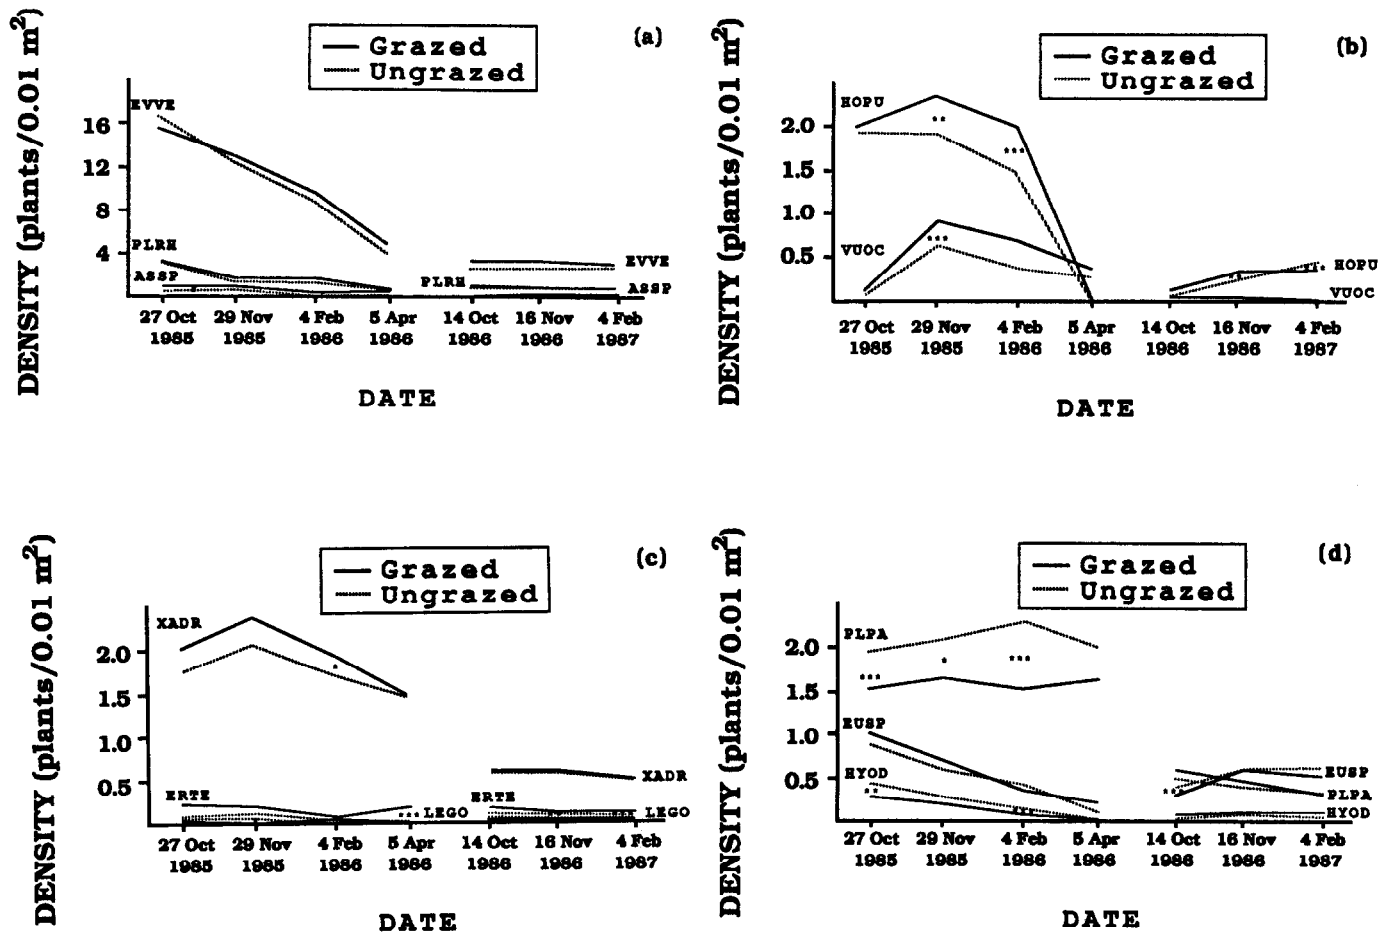 DENSITY (plants/0.01 m2)
Grazed
Ungrazed
(a)
EVVE
16
12
8
4
PLRH
ASSP
PLRH
EVVE
ASSP
27 Oct 29 Nov 4 Feb 5 Apr 14 Oct 16 Nov 4 Feb
1985 1985 1986 1986 1986 1986 1987
DATE
DENSITY (plants/0.01 m2)
Grazed
Ungrazed
(b)
HOPU
2.0
**
***
1.5
1.0
VUOC
***
0.5
**
***
HOPU
VUOC
27 Oct 29 Nov 4 Feb 5 Apr 14 Oct 16 Nov 4 Feb
1985 1985 1986 1986 1986 1986 1987
DATE
DENSITY (plants/0.01 m2)
Grazed
Ungrazed
(c)
XADR
2.0
*
1.5
1.0
0.5
XADR
ERTE
ERTE
***LEGO
LEGO
27 Oct 29 Nov 4 Feb 5 Apr 14 Oct 16 Nov 4 Feb
1985 1985 1986 1986 1986 1986 1987
DATE
DENSITY (plants/0.01 m2)
Grazed
Ungrazed
(d)
PLPA
2.0
*
***
***
1.5
EUSP
1.0
HYOD
0.5
**
***
***
EUSP
PLPA
HYOD
27 Oct 29 Nov 4 Feb 5 Apr 14 Oct 16 Nov 4 Feb
1985 1985 1986 1986 1986 1986 1987
DATE